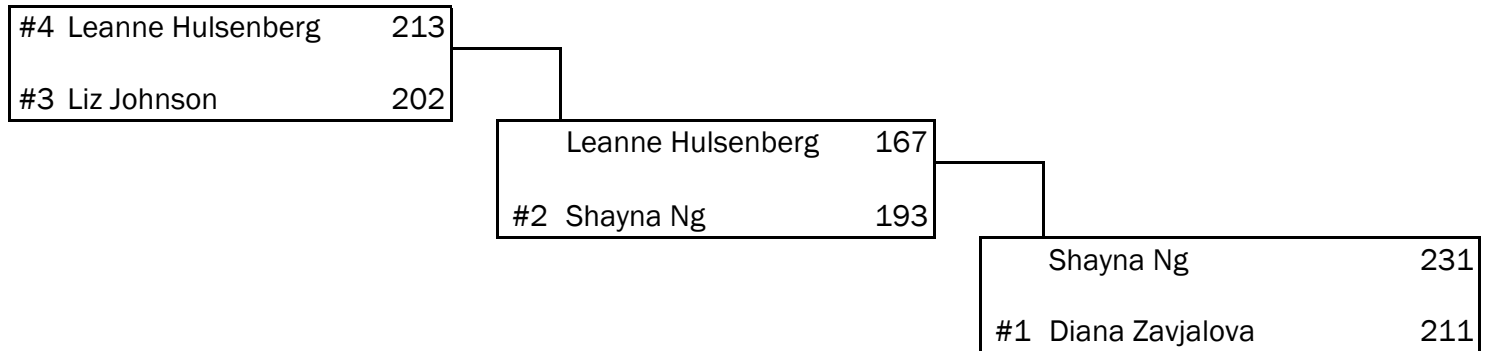 #4 Leanne Hulsenberg 213
#3 Liz Johnson 202
Leanne Hulsenberg 167
#2 Shayna Ng 193
Shayna Ng 231
#1 Diana Zavjalova 211